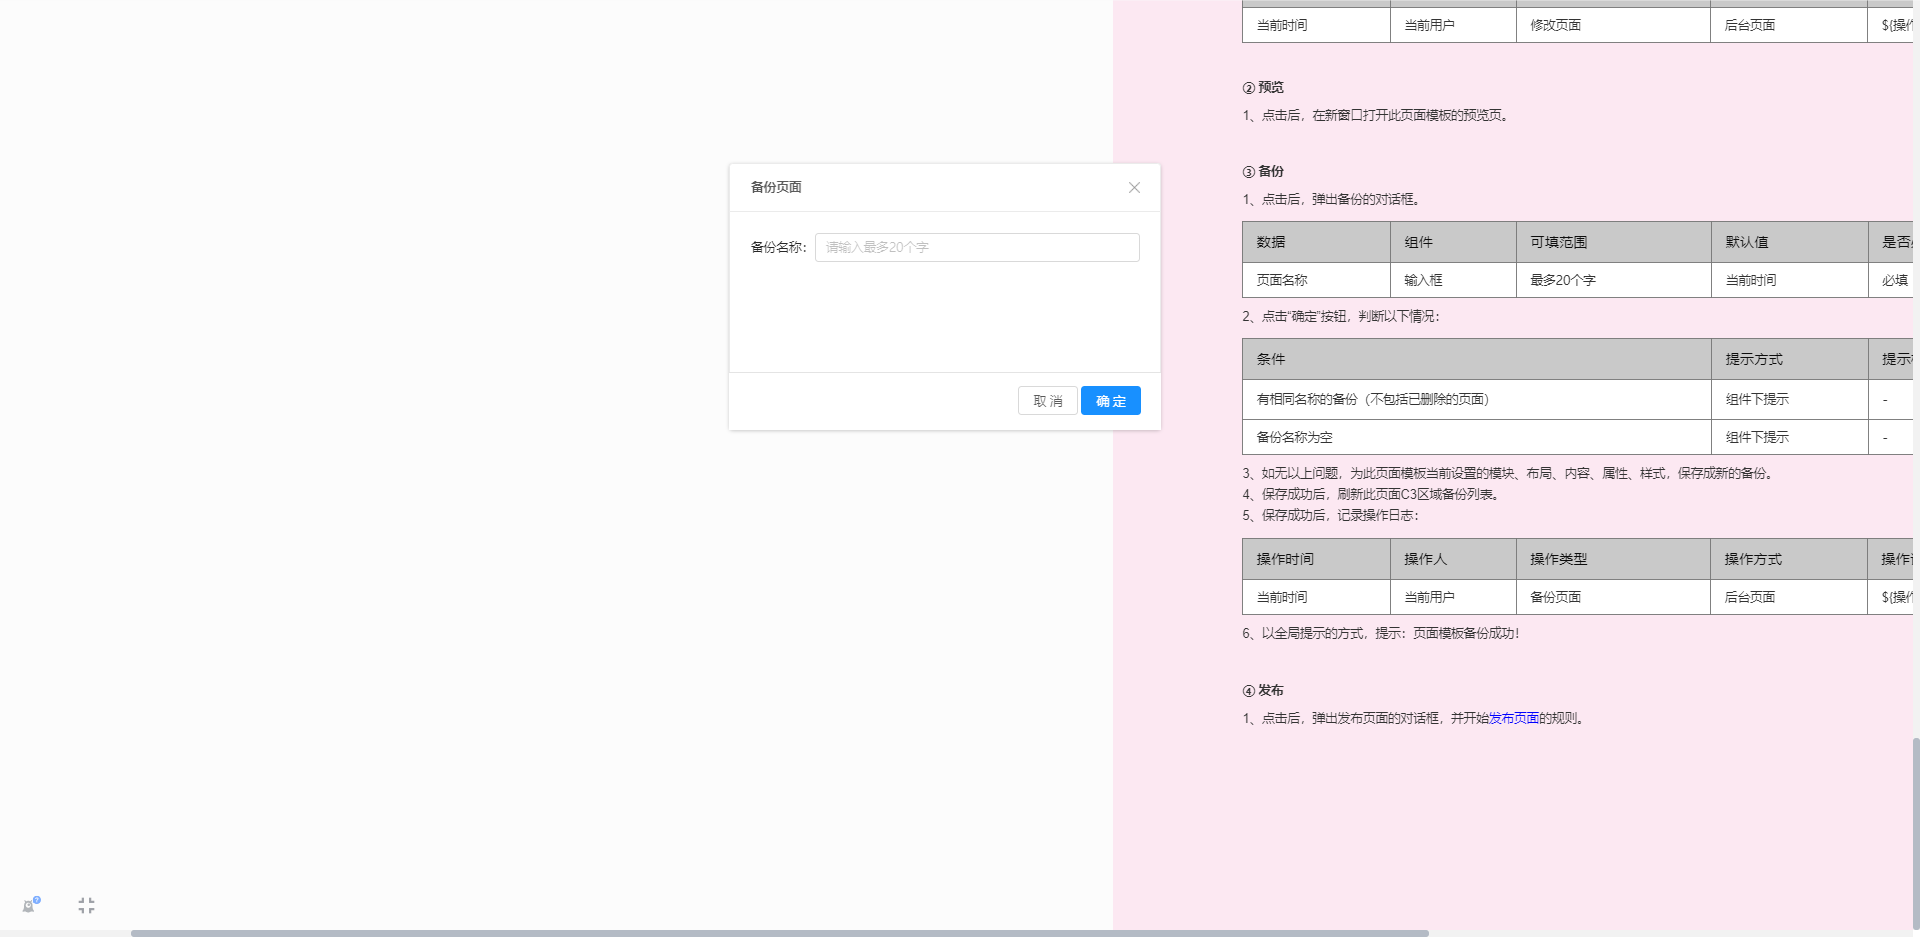 当前时间 当前用户 修改页面 后台页面 ${操作
② 预览
1、点击后，在新窗口打开此页面模板的预览页。
③ 备份
1、点击后，弹出备份的对话框。
数据 组件 可填范围 默认值 是否
页面名称 输入框 最多20个字 当前时间 必填
2、点击“确定”按钮，判断以下情况：
条件 提示方式 提示
有相同名称的备份（不包括已删除的页面） 组件下提示 -
备份名称为空 组件下提示 -
3、如无以上问题，为此页面模板当前设置的模块、布局、内容、属性、样式，保存成新的备份。
4、保存成功后，刷新此页面C3区域备份列表。
5、保存成功后，记录操作日志：
操作时间 操作人 操作类型 操作方式 操作
当前时间 当前用户 备份页面 后台页面 ${操作
6、以全局提示的方式，提示：页面模板备份成功！
④ 发布
1、点击后，弹出发布页面的对话框，并开始发布页面的规则。
备份页面
备份名称： 请输入最多20个字
取 消 确 定